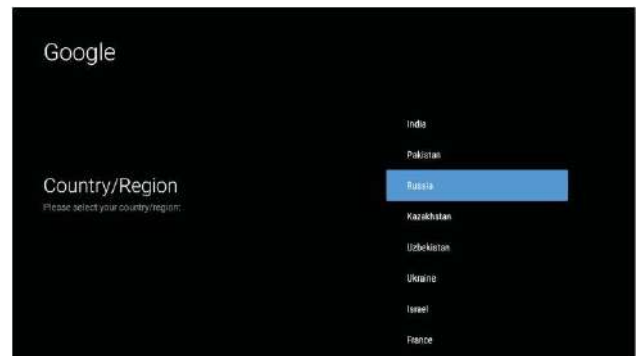 Google
Country/Region
Please select your country/region:
India
Pakistan
Russia
Kazakhstan
Uzbekistan
Ukraine
Israel
France